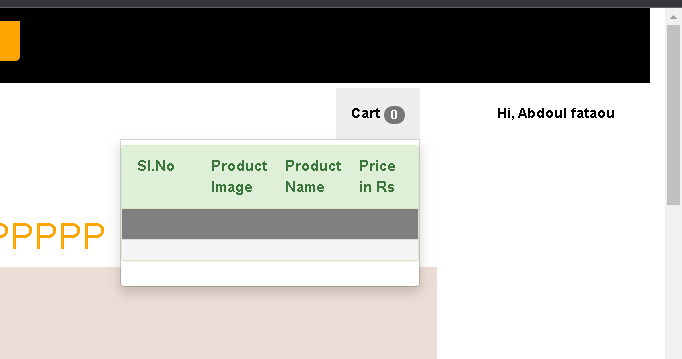 Cart 0
Hi, Abdoul fataou
Sl.No Product Image Product Name Price in Rs
PPPPP